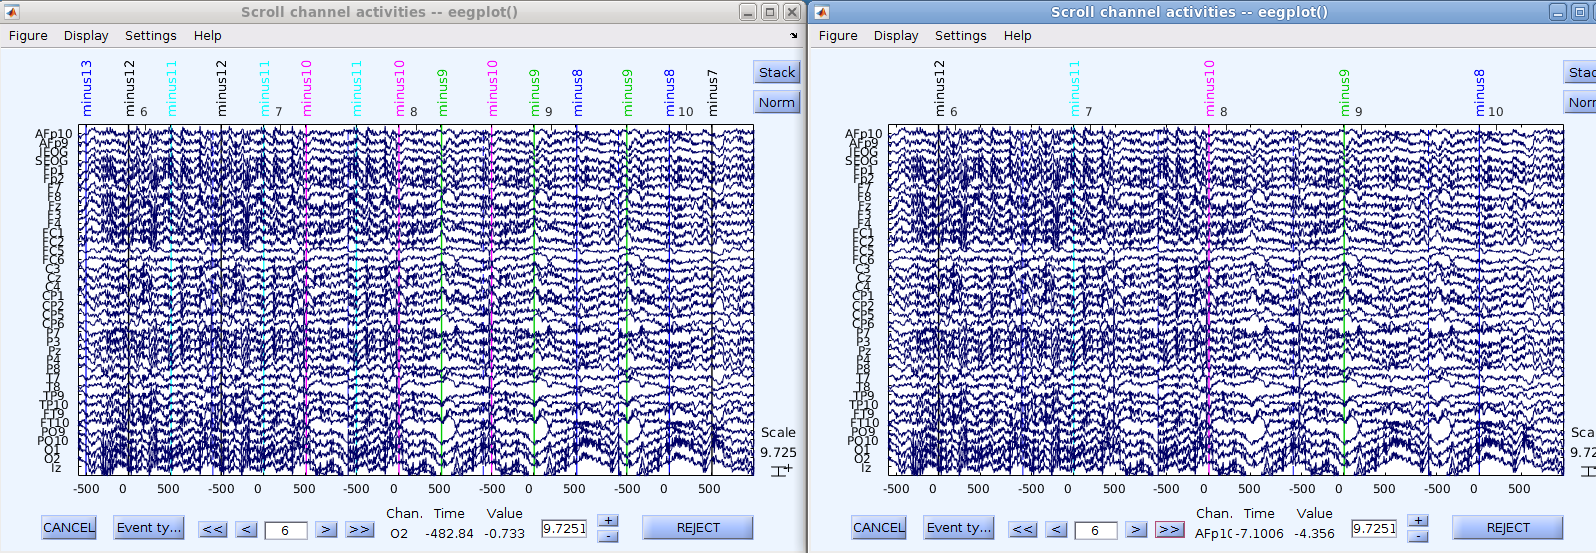 Scroll channel activities -- eegplot()
Figure Display Settings Help
minus13 minus12 minus11 minus12 minus11 minus10 minus11 minus10 minus9 minus10 minus9 minus8 minus9 minus8 minus7
6 7 8 9 10
Stack
Norm
AFp10
AFp9
IEOG
SEOG
Fp1
Fp2
F7
F8
Fz
F3
F4
FC1
FC2
FC5
FC6
C3
Cz
C4
CP1
CP2
CP5
CP6
P7
P3
Pz
P4
P8
T7
T8
TP9
TP10
FT9
FT10
PO9
PO10
O1
O2
Iz
Scale
9.725
-500 0 500 -500 0 500 -500 0 500 -500 0 500 -500 0 500
Chan. Time Value
CANCEL Event ty... << < 6 > >> O2 -482.84 -0.733 9.7251 + - REJECT
Scroll channel activities -- eegplot()
Figure Display Settings Help
minus12 minus11 minus10 minus9 minus8
6 7 8 9 10
Stac
Norr
AFp10
AFp9
IEOG
SEOG
Fp1
Fp2
F7
F8
Fz
F3
F4
FC1
FC2
FC5
FC6
C3
Cz
C4
CP1
CP2
CP5
CP6
P7
P3
Pz
P4
P8
T7
T8
TP9
TP10
FT9
FT10
PO9
PO10
O1
O2
Iz
Sca
9.72
-500 0 500 -500 0 500 -500 0 500 -500 0 500 -500 0 500
Chan. Time Value
CANCEL Event ty... << < 6 > >> AFp1( -7.1006 -4.356 9.7251 + - REJECT